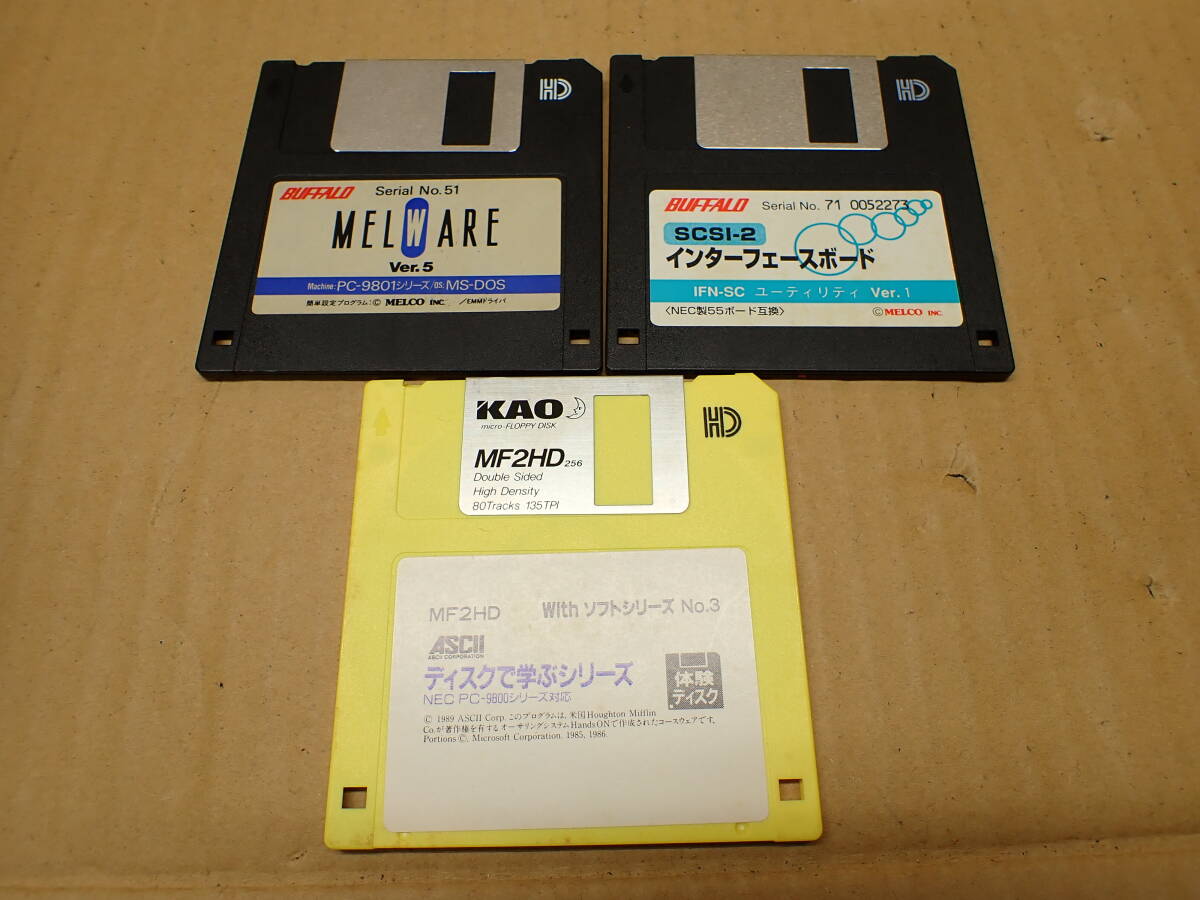 HD
BUFFALO Serial No. 51
MELWARE
Ver. 5
Machine: PC-9801シリーズ/OS: MS-DOS
簡単設定プログラム:© MELCO INC. /EMMドライバ
HD
BUFFALO Serial No. 71 0052273
SCSI-2
インターフェースボード
IFN-SC ユーティリティ Ver. 1
〈NEC製55ボード互換〉 ©MELCO INC.
KAO
micro-FLOPPY DISK
MF2HD 256
Double Sided
High Density
80Tracks 135TPI
HD
MF2HD With ソフトシリーズ No.3
ASCII
ASCII CORPORATION
ディスクで学ぶシリーズ
NEC PC-9800シリーズ対応
体験
ディスク
© 1989 ASCII Corp. このプログラムは、米国Houghton Mifflin
Co.が著作権を有するオーサリングシステムHandsONで作成されたコースウェアです。
Portions©, Microsoft Corporation, 1985, 1986.